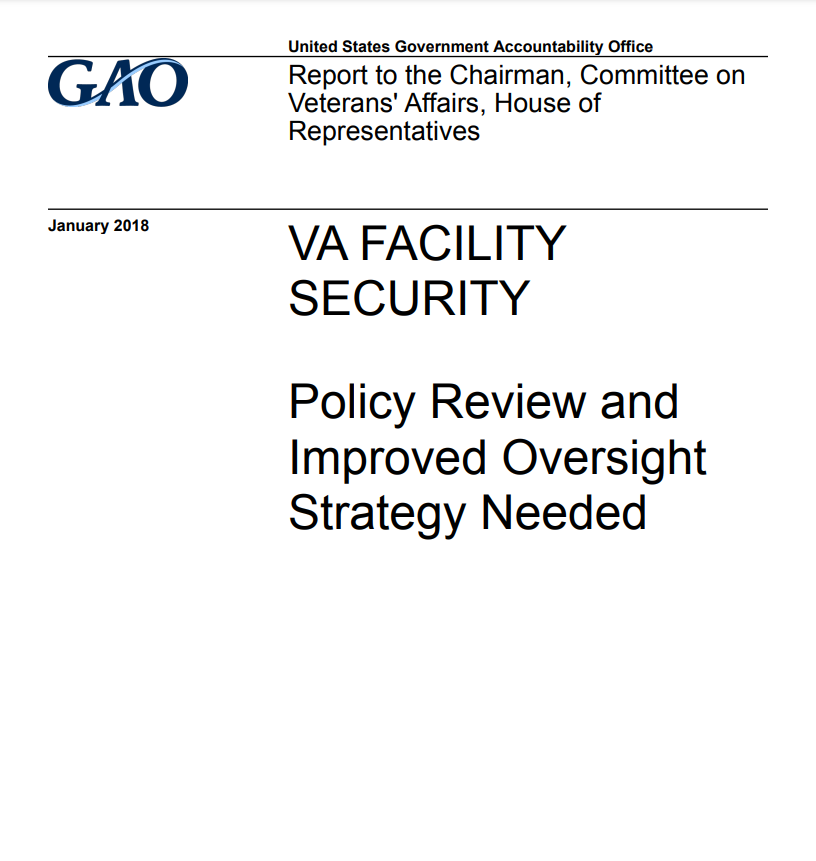 United States Government Accountability Office
GAO
Report to the Chairman, Committee on
Veterans' Affairs, House of
Representatives
January 2018
VA FACILITY
SECURITY
Policy Review and
Improved Oversight
Strategy Needed